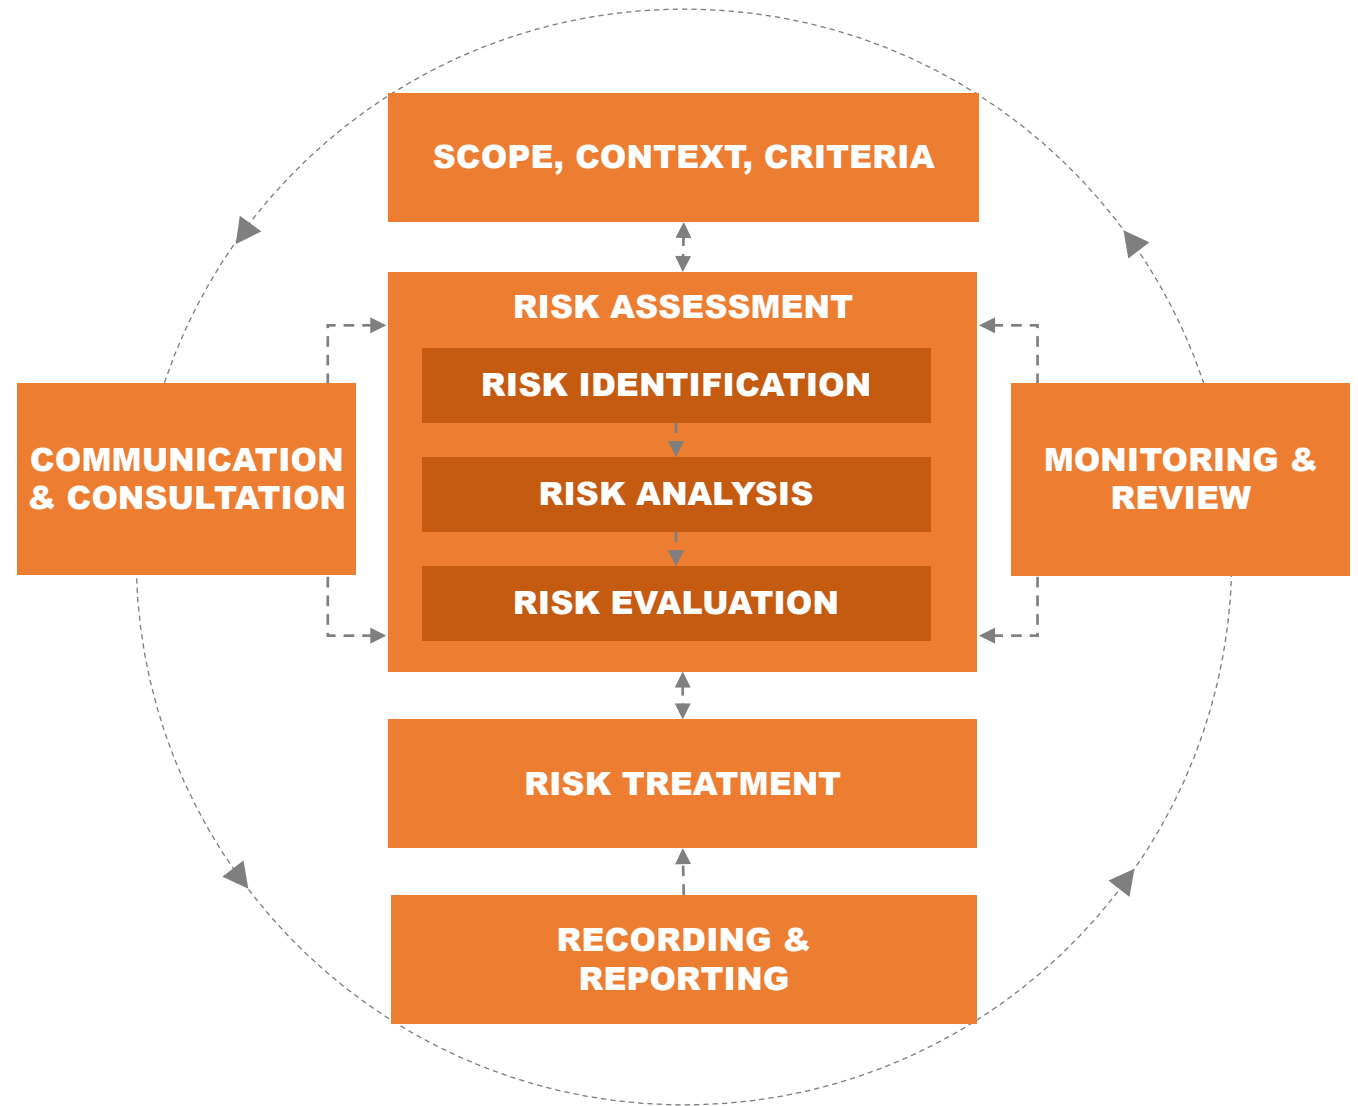 SCOPE, CONTEXT, CRITERIA
RISK ASSESSMENT
RISK IDENTIFICATION
RISK ANALYSIS
RISK EVALUATION
COMMUNICATION
& CONSULTATION
MONITORING &
REVIEW
RISK TREATMENT
RECORDING &
REPORTING